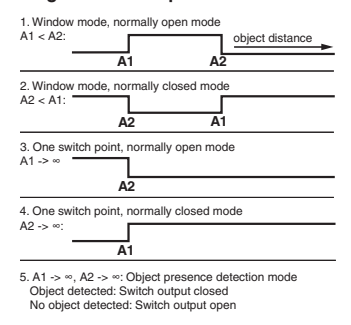 1. Window mode, normally open mode
A1 < A2:
object distance
A1 A2
2. Window mode, normally closed mode
A2 < A1:
A2 A1
3. One switch point, normally open mode
A1 -> ∞
A2
4. One switch point, normally closed mode
A2 -> ∞:
A1
5. A1 -> ∞, A2 -> ∞: Object presence detection mode
Object detected: Switch output closed
No object detected: Switch output open